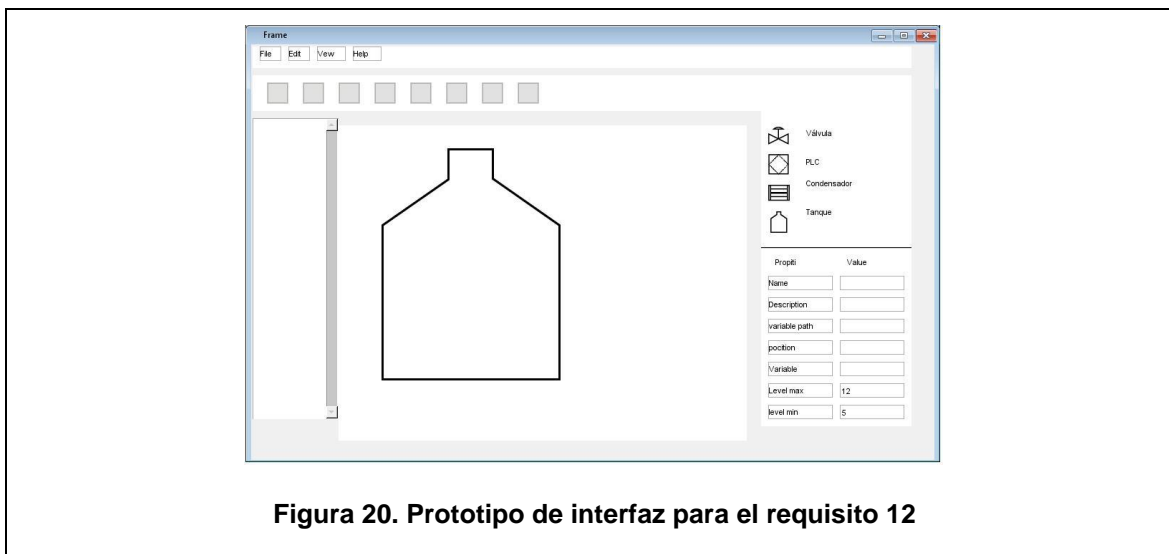 Frame
File Edit Vew Help
Válvula
PLC
Condensador
Tanque
Propiti Value
Name
Description
variable path
pocition
Variable
Level max 12
level min 5
Figura 20. Prototipo de interfaz para el requisito 12